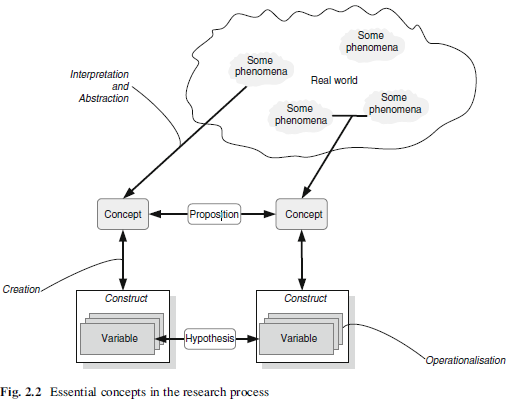 Some
phenomena
Some
phenomena
Real world
Interpretation
and
Abstraction
Some
phenomena
Some
phenomena
Concept
Proposition
Concept
Creation
Construct
Construct
Variable
Hypothesis
Variable
Operationalisation
Fig. 2.2 Essential concepts in the research process